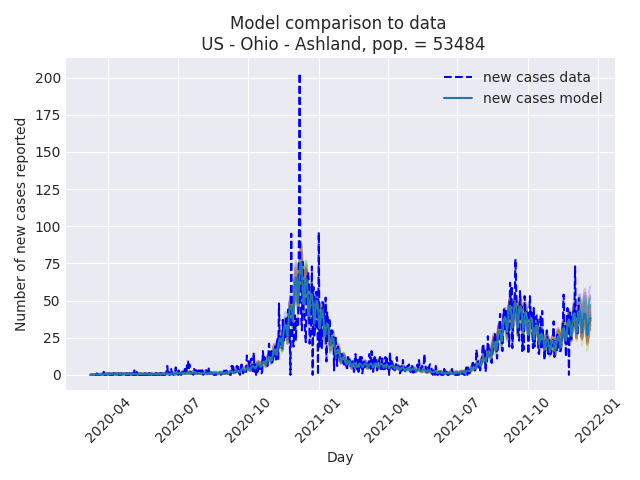 Model comparison to data
US - Ohio - Ashland, pop. = 53484
new cases data
new cases model
Number of new cases reported
200
175
150
125
100
75
50
25
0
2020-04
2020-07
2020-10
2021-01
2021-04
2021-07
2021-10
2022-01
Day